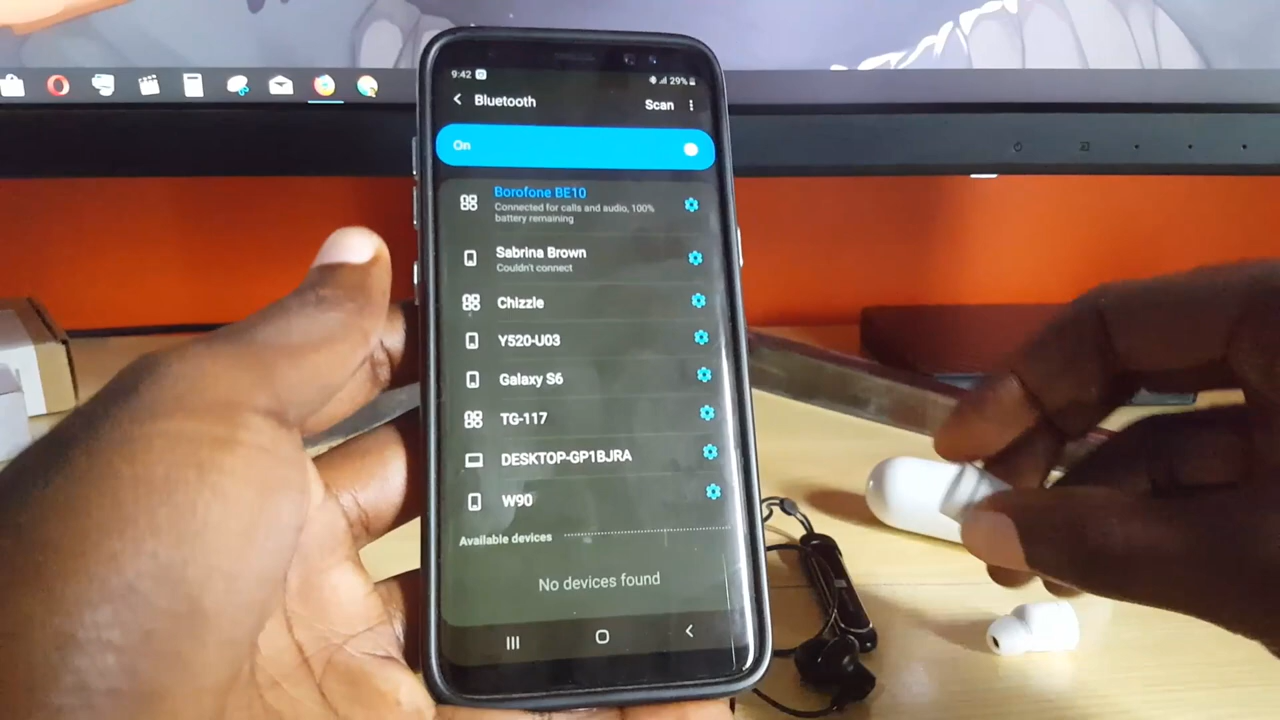 9:42
29%
Bluetooth
Scan
On
Borofone BE10
Connected for calls and audio, 100%
battery remaining
Sabrina Brown
Couldn't connect
Chizzle
Y520-U03
Galaxy S6
TG-117
DESKTOP-GP1BJRA
W90
Available devices
No devices found